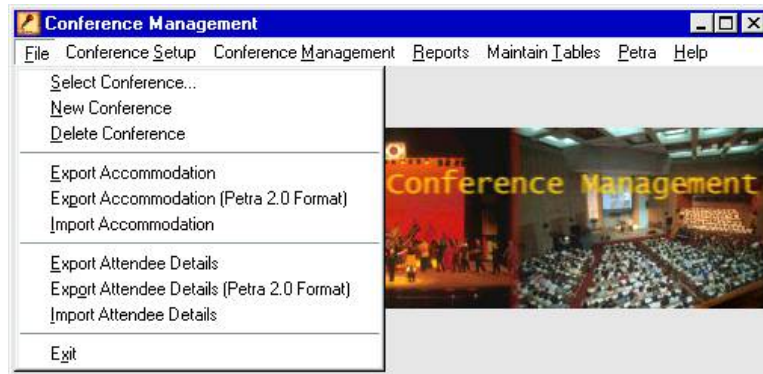 Conference Management
File Conference Setup Conference Management Reports Maintain Tables Petra Help
Select Conference...
New Conference
Delete Conference
Export Accommodation
Export Accommodation (Petra 2.0 Format)
Import Accommodation
Export Attendee Details
Export Attendee Details (Petra 2.0 Format)
Import Attendee Details
Exit
Conference Management